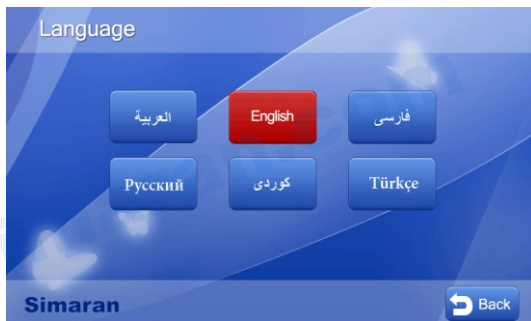 Language
العربية
English
فارسی
Русский
کوردی
Türkçe
Simaran
Back